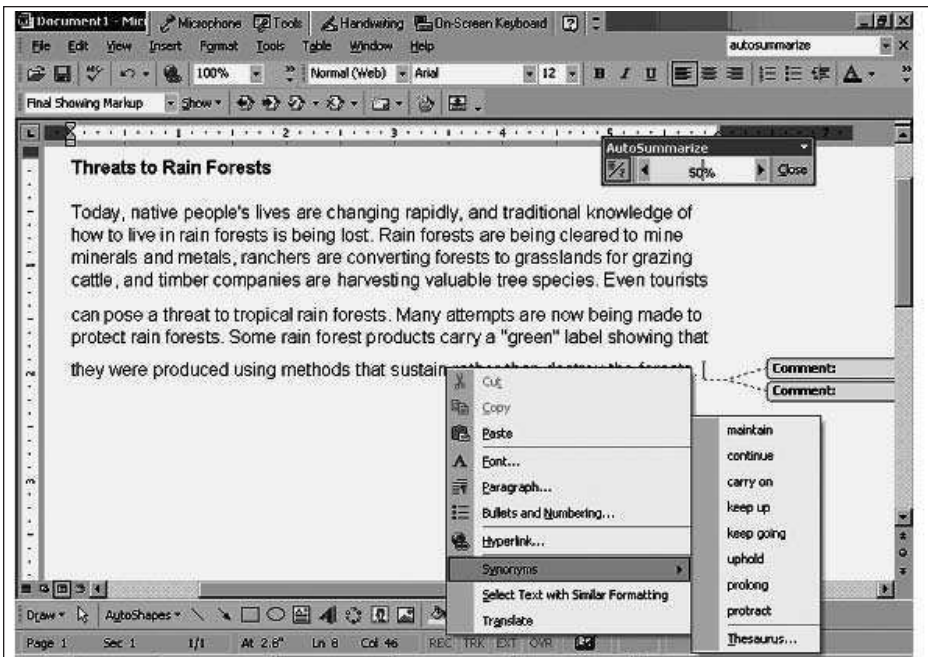 Document1 - Micr Microphone Tools Handwriting On-Screen Keyboard ?
File Edit View Insert Format Tools Table Window Help autosummarize
100% Normal (Web) Arial 12 B I U A
Final Showing Markup Show
1 2 3 4 5 7
AutoSummarize
50% Close
Threats to Rain Forests
Today, native people's lives are changing rapidly, and traditional knowledge of
how to live in rain forests is being lost. Rain forests are being cleared to mine
minerals and metals, ranchers are converting forests to grasslands for grazing
cattle, and timber companies are harvesting valuable tree species. Even tourists
can pose a threat to tropical rain forests. Many attempts are now being made to
protect rain forests. Some rain forest products carry a "green" label showing that
they were produced using methods that sustain
Comment:
Comment:
Cut
Copy
Paste
Font...
Paragraph...
Bullets and Numbering...
Hyperlink...
Synonyms
Select Text with Similar Formatting
Translate
maintain
continue
carry on
keep up
keep going
uphold
prolong
protract
Thesaurus...
Draw AutoShapes
Page 1 Sec 1 1/1 At 2.6" Ln 8 Col 46 REC TRK EXT OVR